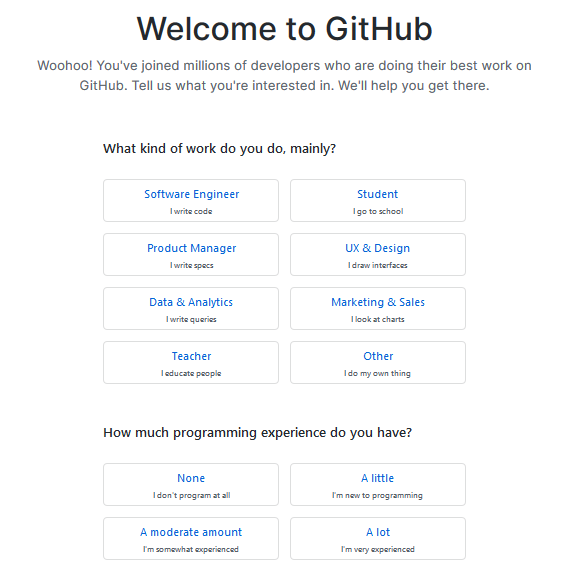 Welcome to GitHub
Woohoo! You've joined millions of developers who are doing their best work on
GitHub. Tell us what you're interested in. We'll help you get there.
What kind of work do you do, mainly?
Software Engineer
I write code
Student
I go to school
Product Manager
I write specs
UX & Design
I draw interfaces
Data & Analytics
I write queries
Marketing & Sales
I look at charts
Teacher
I educate people
Other
I do my own thing
How much programming experience do you have?
None
I don't program at all
A little
I'm new to programming
A moderate amount
I'm somewhat experienced
A lot
I'm very experienced